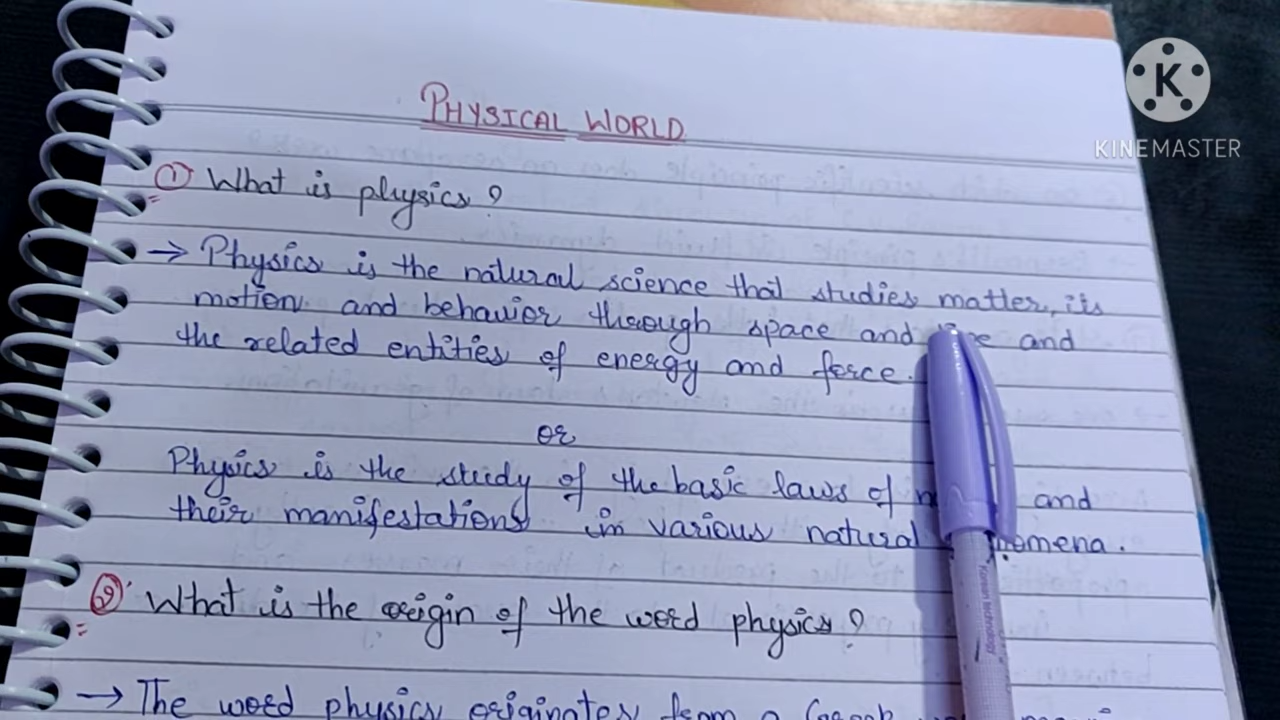 PHYSICAL WORLD
① What is physics?
→ Physics is the natural science that studies matter, its
motion and behavior through space and and
the related entities of energy and force.
or
Physics is the study of the basic laws of and
their manifestations in various natural
② What is the origin of the word physics?
→ The word physics originates from a
K
KINEMASTER